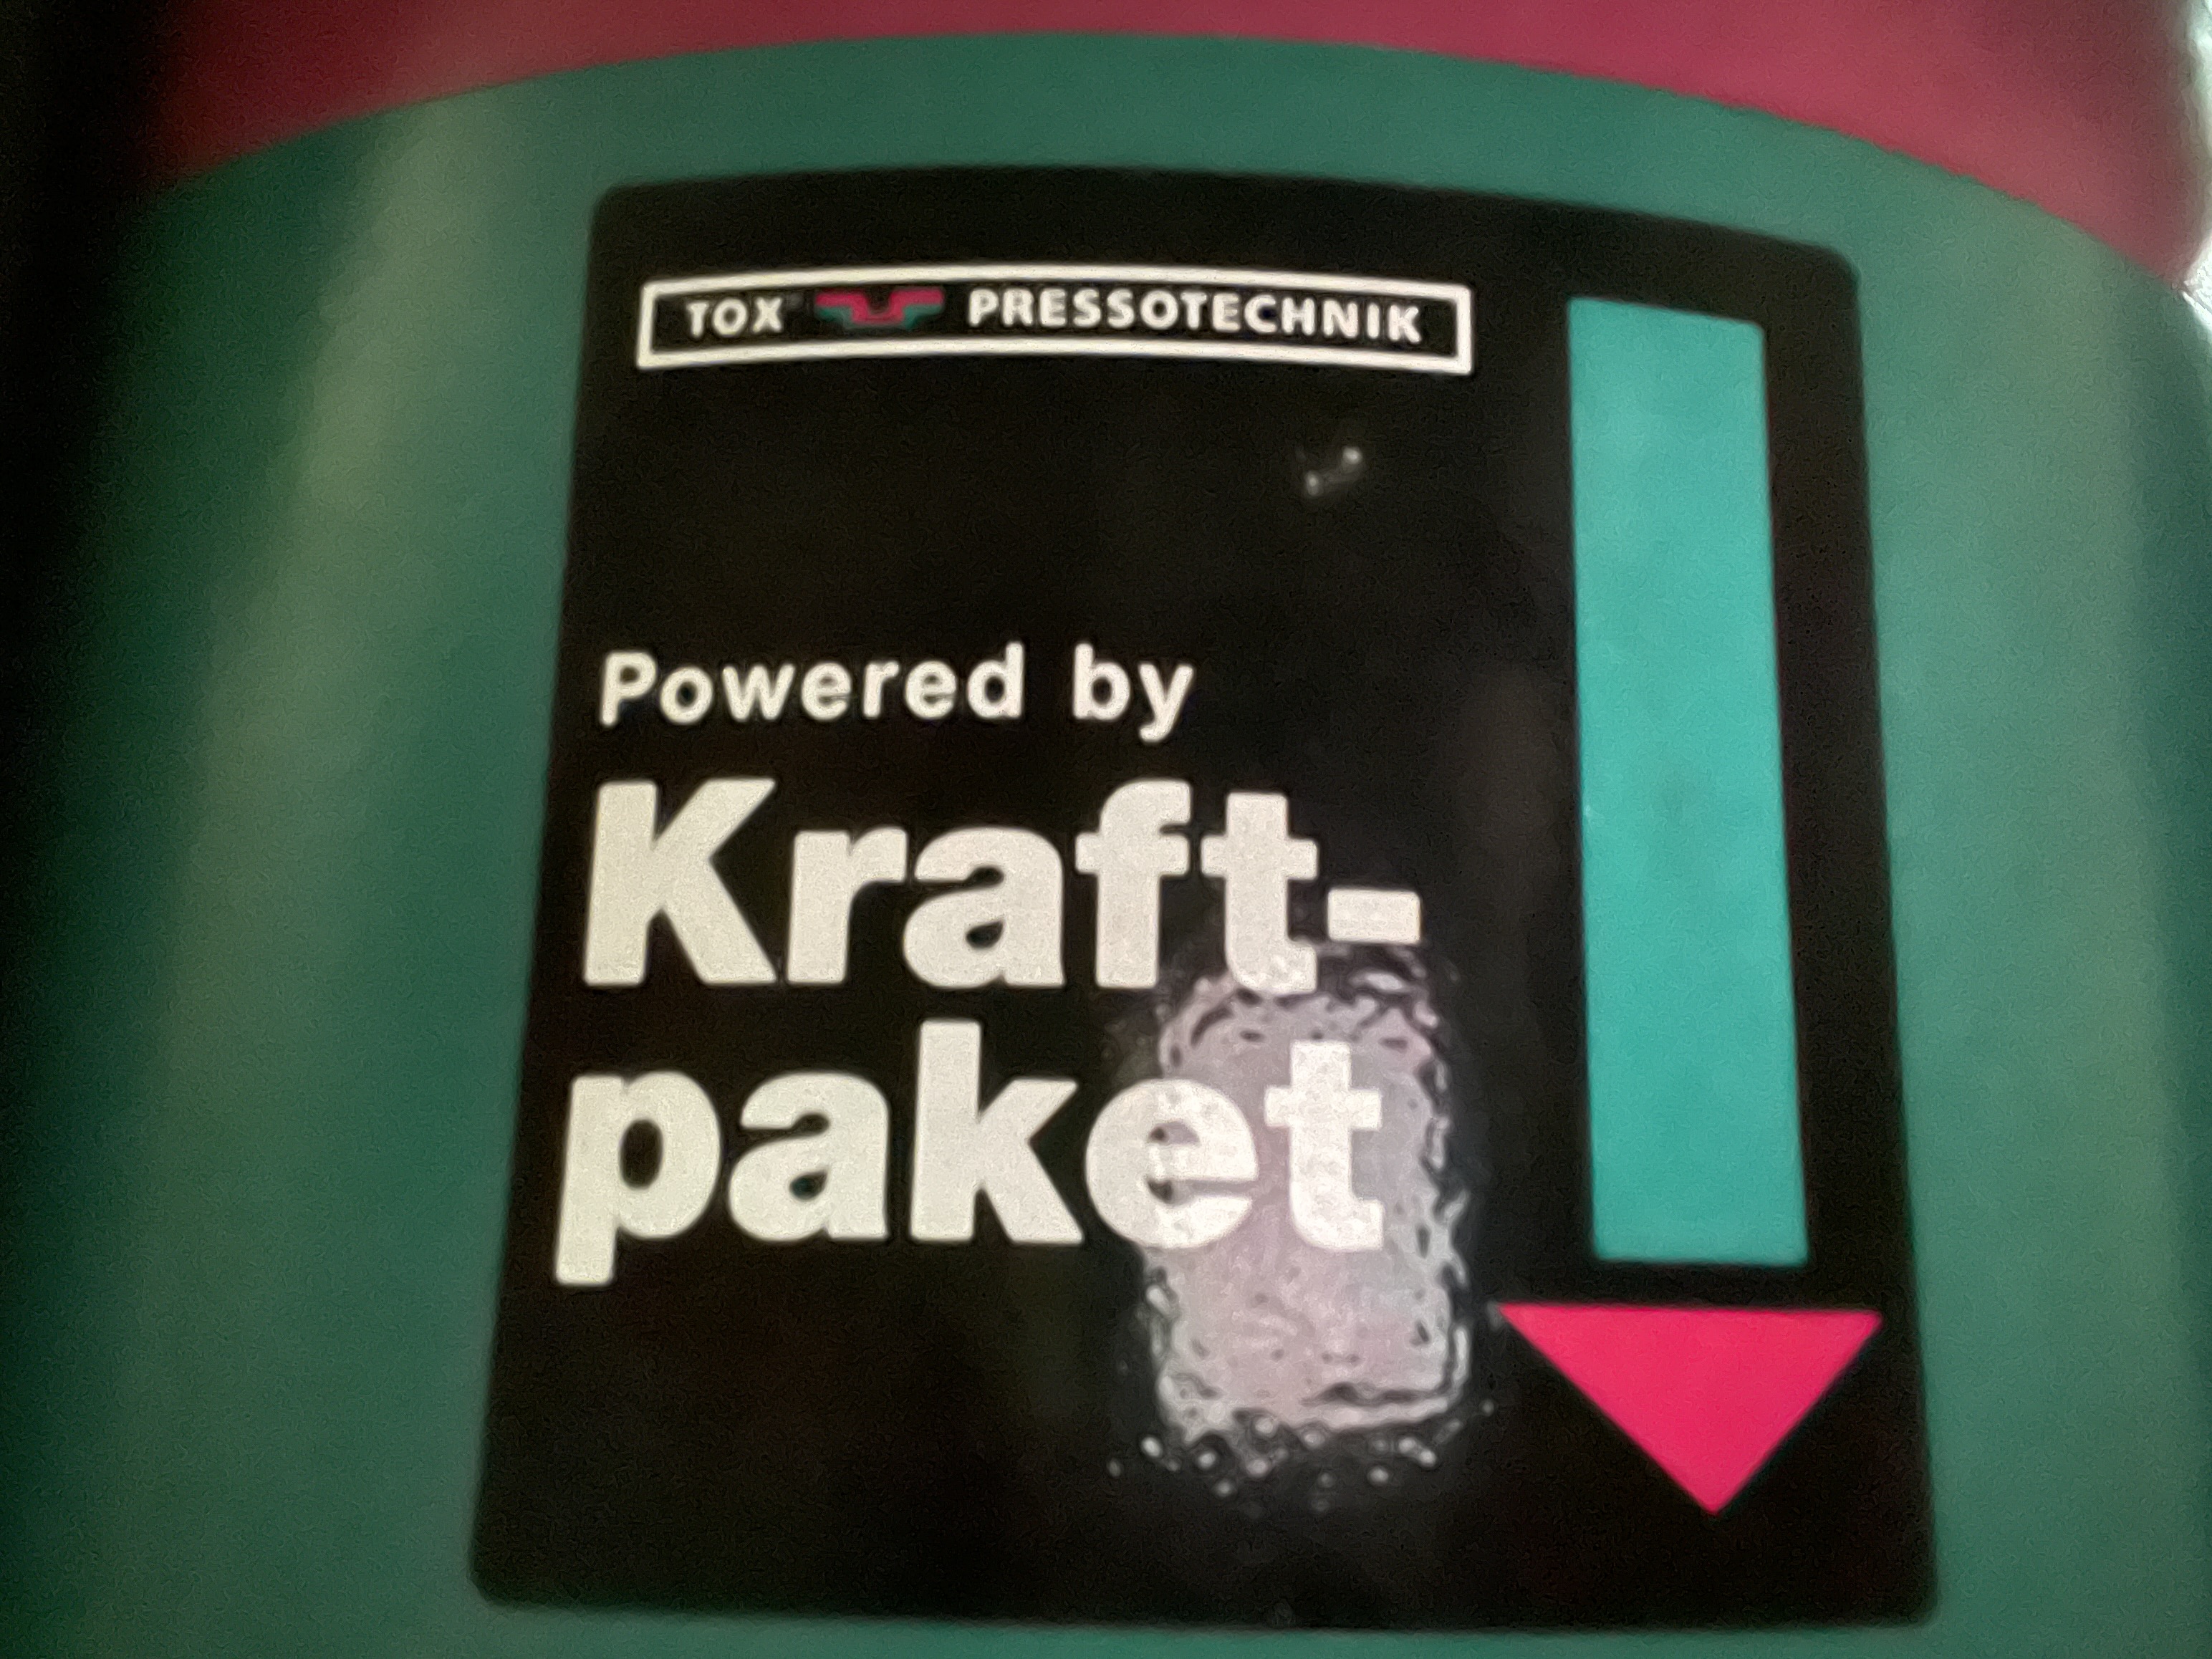 TOX PRESSOTECHNIK
Powered by
Kraft-
paket